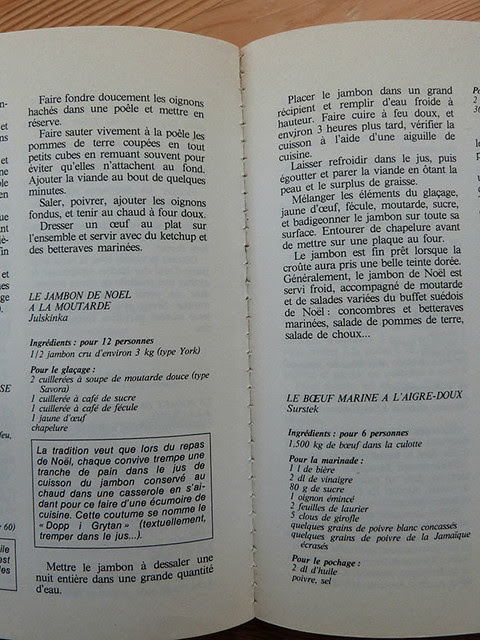 Faire fondre doucement les oignons
hachés dans une poêle et mettre en
réserve.
Faire sauter vivement à la poêle les
pommes de terre coupées en tout
petits cubes en remuant souvent pour
éviter qu'elles n'attachent au fond.
Ajouter la viande au bout de quelques
minutes.
Saler, poivrer, ajouter les oignons
fondus, et tenir au chaud à four doux.
Dresser un œuf au plat sur
l'ensemble et servir avec du ketchup et
des betteraves marinées.
LE JAMBON DE NOEL
A LA MOUTARDE
Julskinka
Ingrédients : pour 12 personnes
1/2 jambon cru d'environ 3 kg (type York)
Pour le glaçage :
2 cuillerées à soupe de moutarde douce (type
Savora)
1 cuillerée à café de sucre
1 cuillerée à café de fécule
1 jaune d'œuf
chapelure
La tradition veut que lors du repas
de Noël, chaque convive trempe une
tranche de pain dans le jus de
cuisson du jambon conservé au
chaud dans une casserole en s'ai-
dant pour ce faire d'une écumoire de
cuisine. Cette coutume se nomme le
« Dopp i Grytan » (textuellement,
tremper dans le jus...).
Mettre le jambon à dessaler une
nuit entière dans une grande quantité
d'eau.
Placer le jambon dans un grand
récipient et remplir d'eau froide à
hauteur. Faire cuire à feu doux, et
environ 3 heures plus tard, vérifier la
cuisson à l'aide d'une aiguille de
cuisine.
Laisser refroidir dans le jus, puis
égoutter et parer la viande en ôtant la
peau et le surplus de graisse.
Mélanger les éléments du glaçage,
jaune d'œuf, fécule, moutarde, sucre,
et badigeonner le jambon sur toute sa
surface. Entourer de chapelure avant
de mettre sur une plaque au four.
Le jambon est fin prêt lorsque la
croûte aura pris une belle teinte dorée.
Généralement, le jambon de Noël est
servi froid, accompagné de moutarde
et de salades variées du buffet suédois
de Noël : concombres et betteraves
marinées, salade de pommes de terre,
salade de choux...
LE BŒUF MARINE A L'AIGRE-DOUX
Surstek
Ingrédients : pour 6 personnes
1,500 kg de bœuf dans la culotte
Pour la marinade :
1 l de bière
2 dl de vinaigre
80 g de sucre
1 oignon émincé
2 feuilles de laurier
5 clous de girofle
quelques grains de poivre blanc concassés
quelques grains de poivre de la Jamaïque
écrasés
Pour le pochage :
2 dl d'huile
poivre, sel